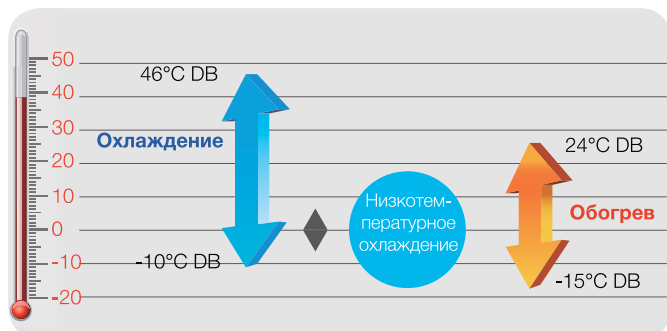 50
40
30
20
10
0
-10
-20
46°C DB
Охлаждение
-10°C DB
Низкотем-
пературное
охлаждение
24°C DB
Обогрев
-15°C DB